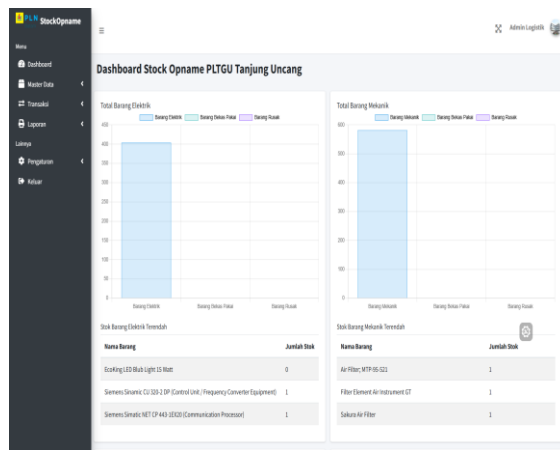 PLN StockOpname
Admin Logistik
Menu
Dashboard
Master Data
Transaksi
Laporan
Lainnya
Pengaturan
Keluar
Dashboard Stock Opname PLTGU Tanjung Uncang
Total Barang Elektrik
Barang Elektrik Barang Bekas Pakai Barang Rusak
400
350
300
250
200
150
100
50
0
Barang Elektrik Barang Bekas Pakai Barang Rusak
Stok Barang Elektrik Terendah
Nama Barang Jumlah Stok
EcoKing LED Blub Light 15 Watt 0
Siemens Sinamic CU 320-2 DP (Control Unit / Frequency Converter Equipment) 1
Siemens Simatic NET CP 443-1EX20 (Communication Processor) 1
Total Barang Mekanik
Barang Mekanik Barang Bekas Pakai Barang Rusak
600
500
400
300
200
100
0
Barang Mekanik Barang Bekas Pakai Barang Rusak
Stok Barang Mekanik Terendah
Nama Barang Jumlah Stok
Air Filter; MTP-95-521 1
Filter Element Air Instrument GT 1
Sakura Air Filter 1